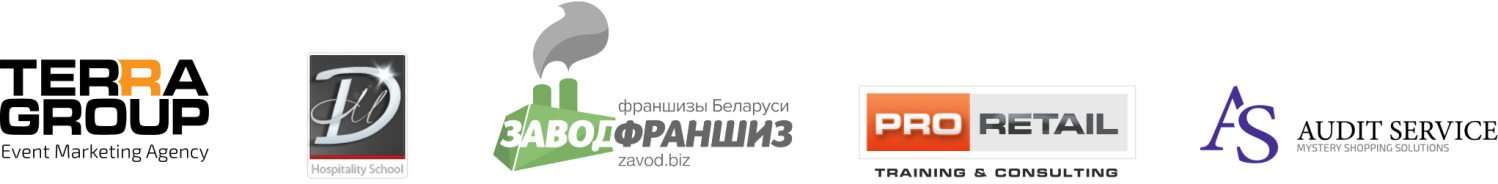 TERRA
GROUP
Event Marketing Agency
Hospitality School
франшизы Беларуси
ЗАВОДФРАНШИЗ
zavod.biz
PRO RETAIL
TRAINING & CONSULTING
AS
AUDIT SERVICE
MYSTERY SHOPPING SOLUTIONS